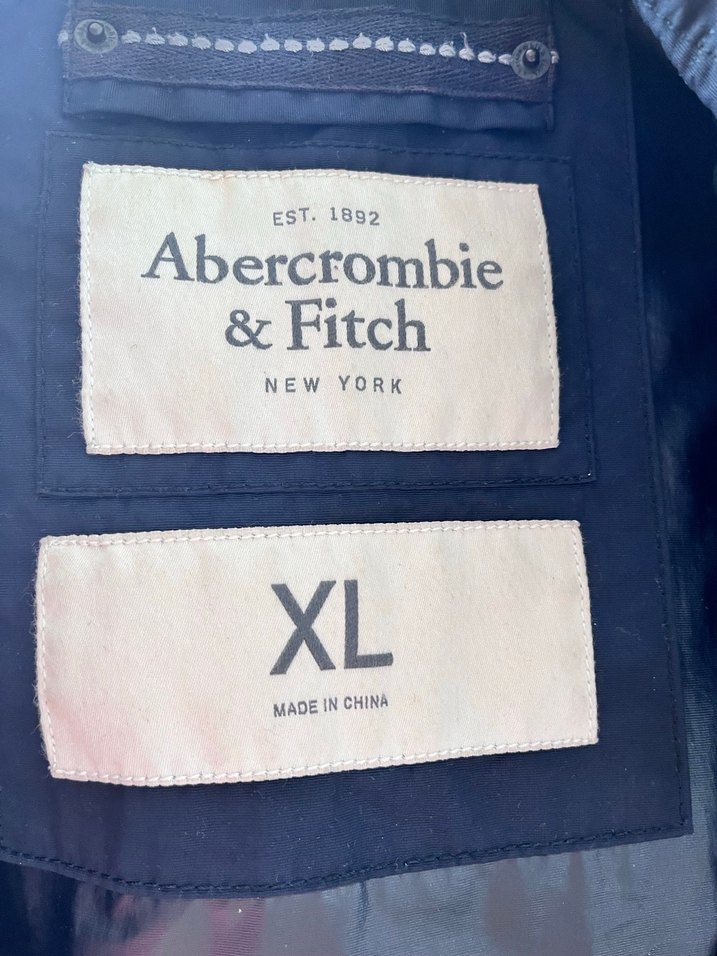 EST. 1892
Abercrombie
& Fitch
NEW YORK
XL
MADE IN CHINA